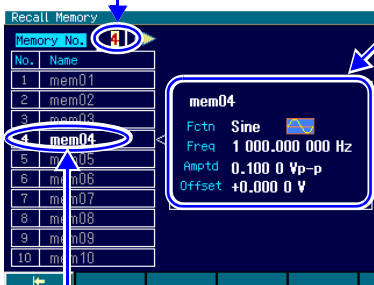 Recall Memory
Memory No. 4
No. Name
1 mem01
2 mem02
3 mem03
4 mem04
5 mem05
6 mem06
7 mem07
8 mem08
9 mem09
10 mem10
mem04
Fctn Sine
Freq 1 000.000 000 Hz
Amptd 0.100 0 Vp-p
Offset +0.000 0 V